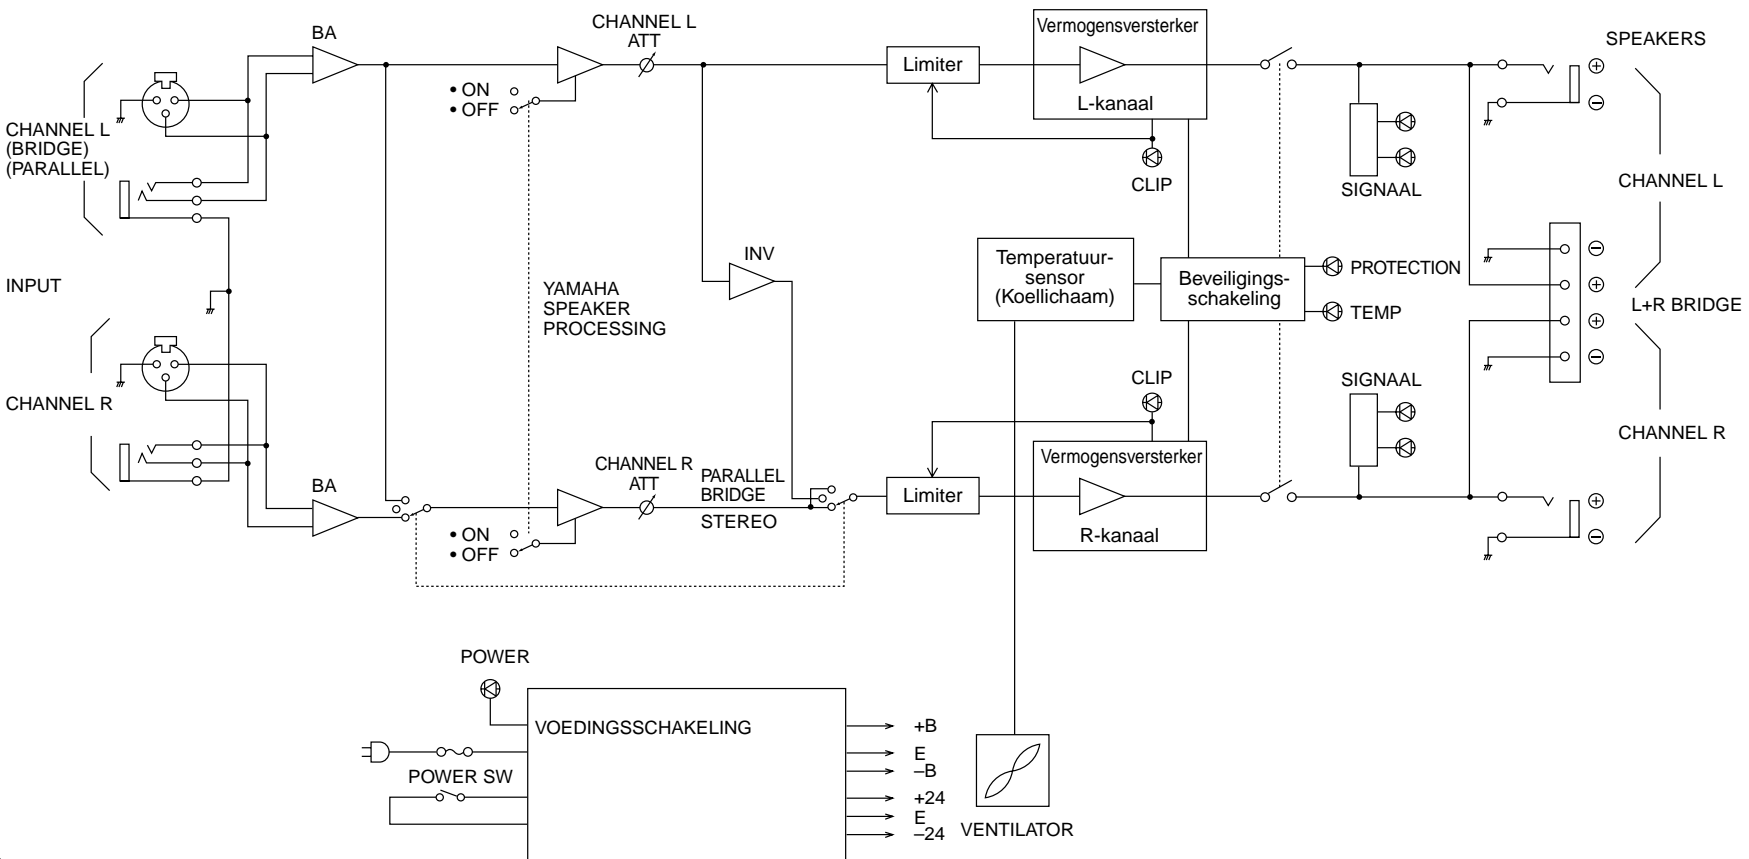 CHANNEL L
(BRIDGE)
(PARALLEL)
INPUT
CHANNEL R
BA
BA
• ON
• OFF
CHANNEL L
ATT
YAMAHA
SPEAKER
PROCESSING
• ON
• OFF
CHANNEL R
ATT
INV
PARALLEL
BRIDGE
STEREO
Limiter
Vermogensversterker
L-kanaal
CLIP
Temperatuur-
sensor
(Koellichaam)
Beveiligings-
schakeling
PROTECTION
TEMP
CLIP
Limiter
Vermogensversterker
R-kanaal
SIGNAAL
SIGNAAL
SPEAKERS
+
−
CHANNEL L
−
+
L+R BRIDGE
+
−
CHANNEL R
+
−
POWER
VOEDINGSSCHAKELING
POWER SW
+B
E
–B
+24
E
–24
VENTILATOR